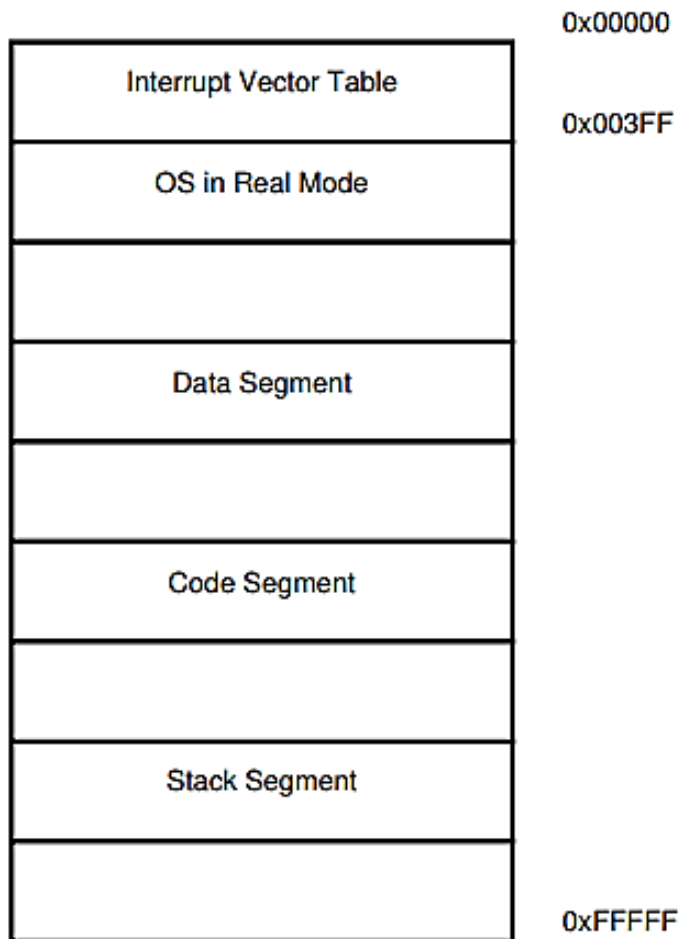 0x00000
Interrupt Vector Table
0x003FF
OS in Real Mode
Data Segment
Code Segment
Stack Segment
0xFFFFF